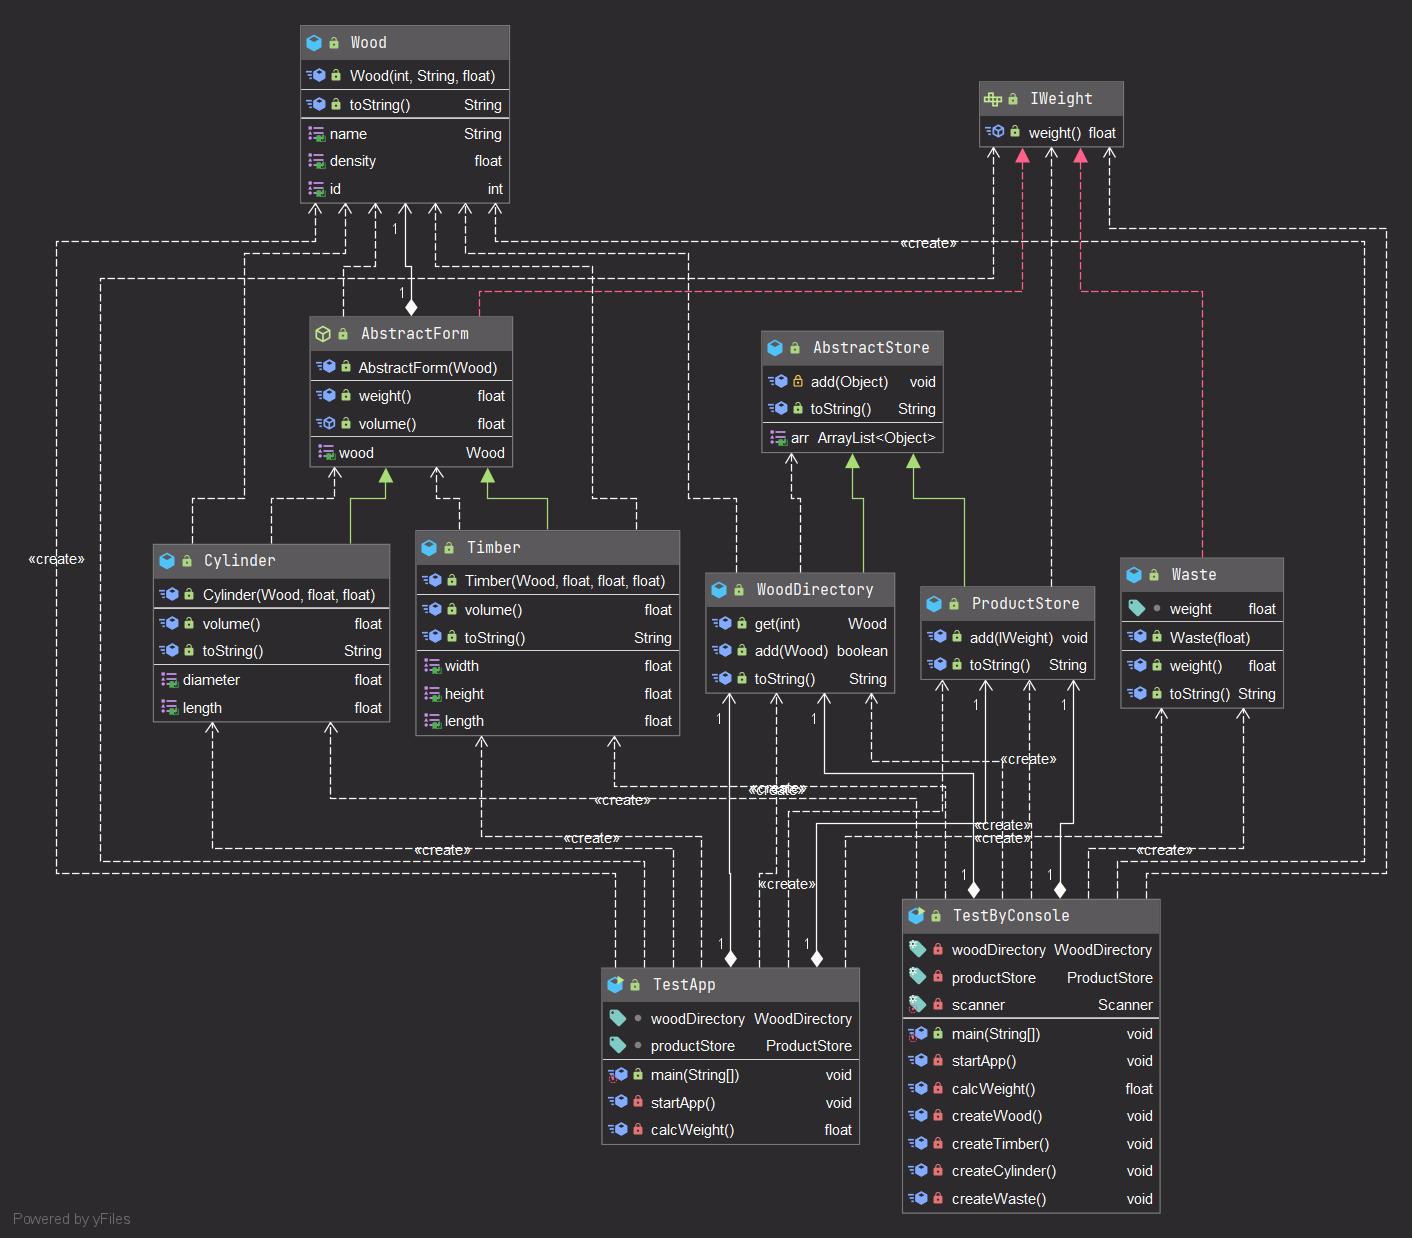 Wood
Wood(int, String, float)
toString() String
name String
density float
id int
IWeight
weight() float
1
«create»
1
AbstractForm
AbstractForm(Wood)
weight() float
volume() float
wood Wood
AbstractStore
add(Object) void
toString() String
arr ArrayList<Object>
«create»
Cylinder
Cylinder(Wood, float, float)
volume() float
toString() String
diameter float
length float
Timber
Timber(Wood, float, float, float)
volume() float
toString() String
width float
height float
length float
WoodDirectory
get(int) Wood
add(Wood) boolean
toString() String
ProductStore
add(IWeight) void
toString() String
Waste
weight float
Waste(float)
weight() float
toString() String
1
1
1
1
«create»
«create»
«create»
«create»
«create»
«create»
«create»
«create»
«create»
«create»
1
1
1
1
TestApp
woodDirectory WoodDirectory
productStore ProductStore
main(String[]) void
startApp() void
calcWeight() float
TestByConsole
woodDirectory WoodDirectory
productStore ProductStore
scanner Scanner
main(String[]) void
startApp() void
calcWeight() float
createWood() void
createTimber() void
createCylinder() void
createWaste() void
Powered by yFiles